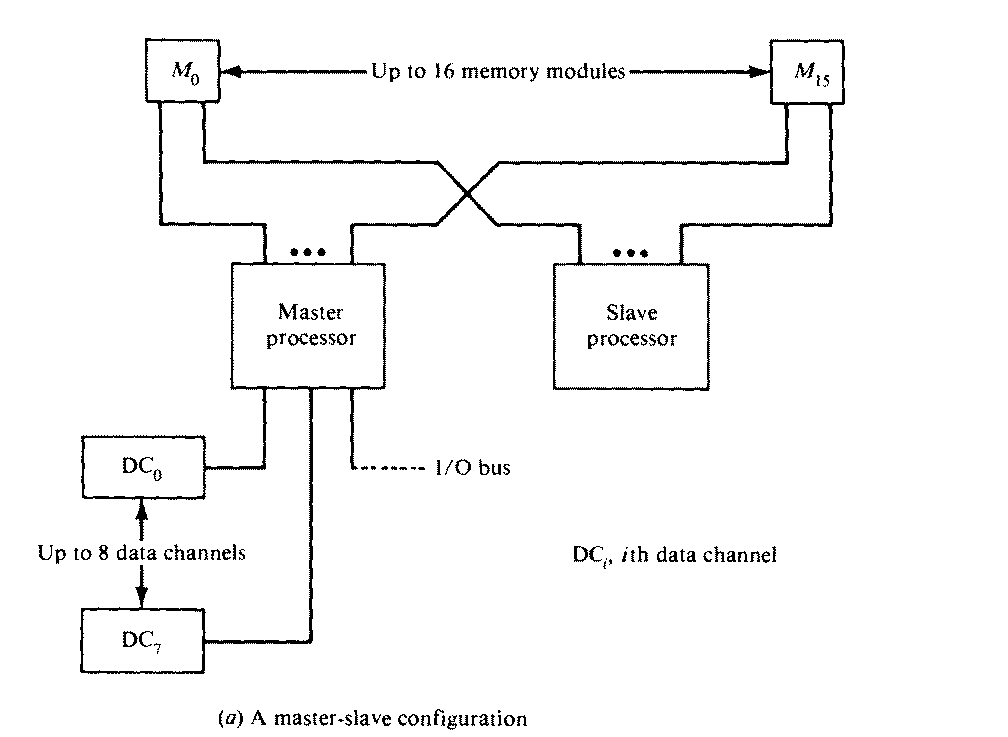 M₀
Up to 16 memory modules
M₁₅
Master
processor
Slave
processor
DC₀
I/O bus
Up to 8 data channels
DCᵢ, ith data channel
DC₇
(a) A master-slave configuration